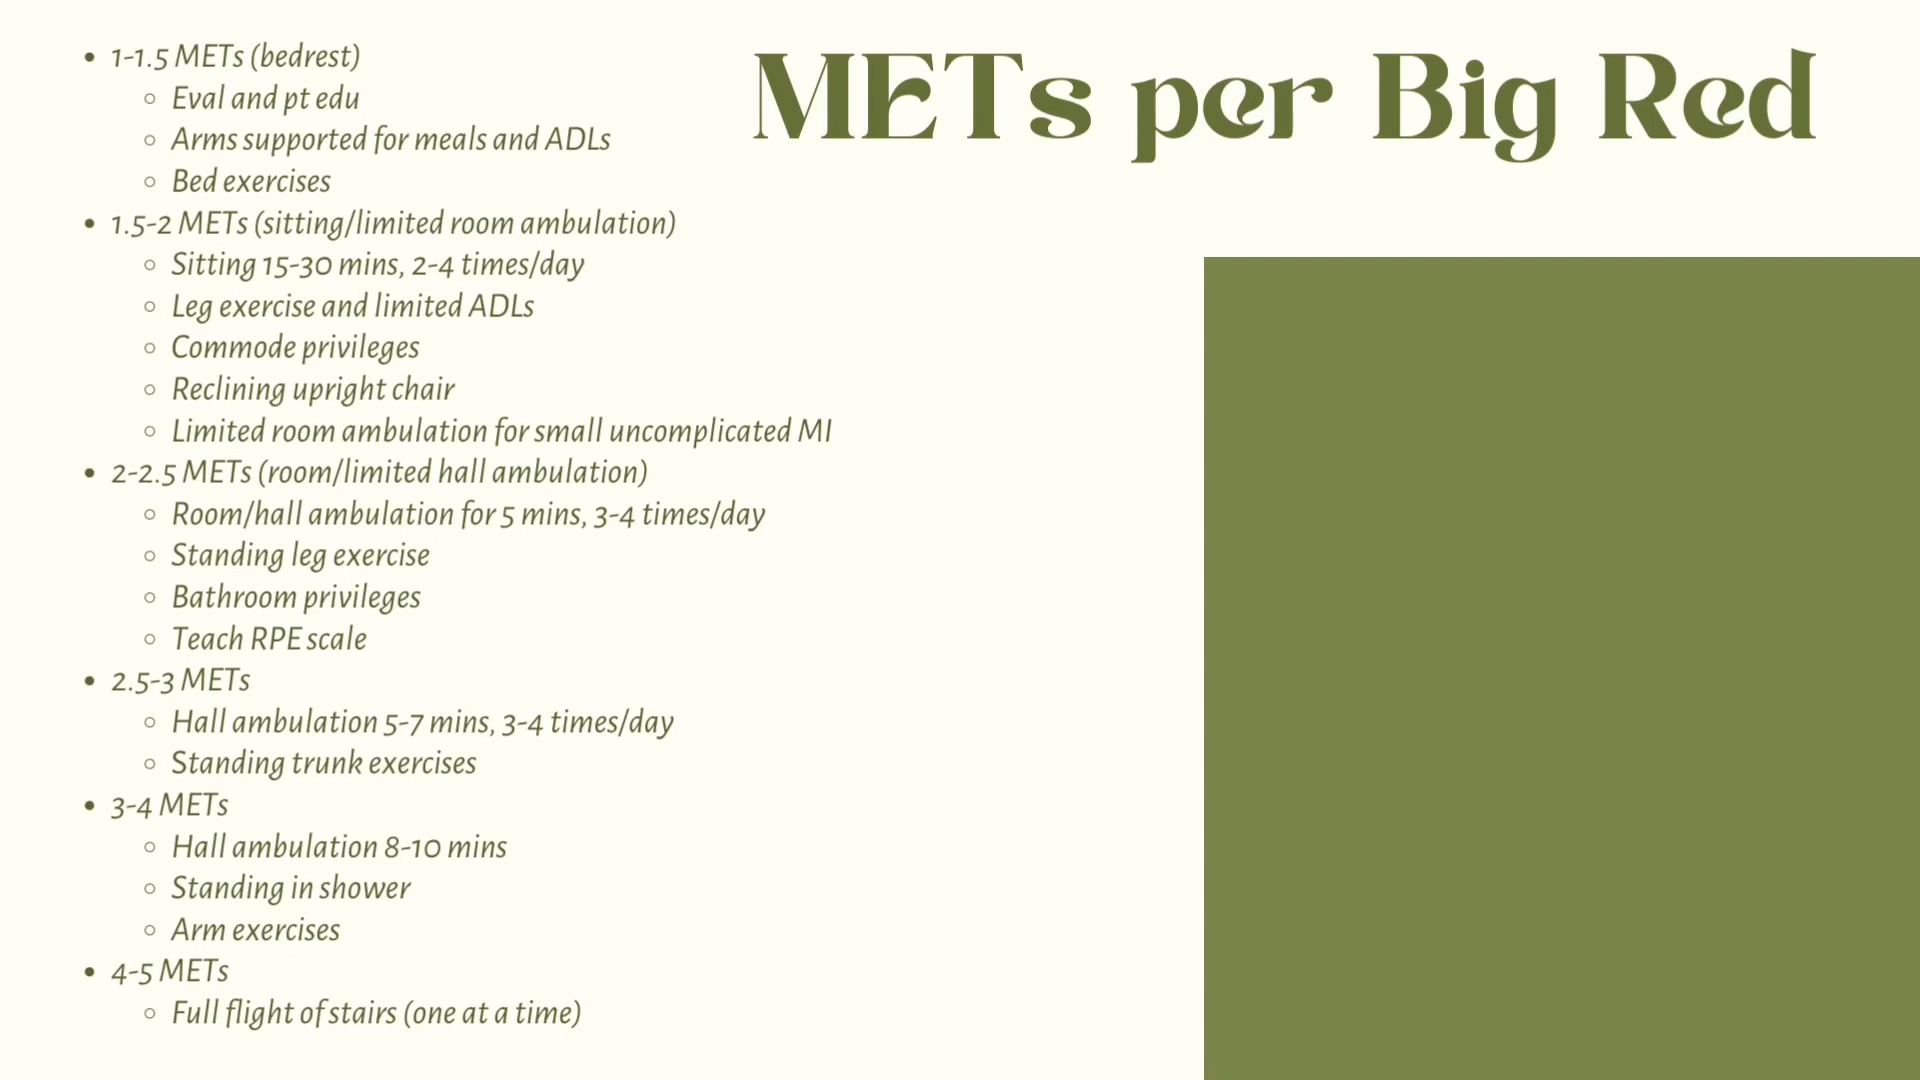 METs per Big Red
• 1-1.5 METs (bedrest)
◦ Eval and pt edu
◦ Arms supported for meals and ADLs
◦ Bed exercises
• 1.5-2 METs (sitting/limited room ambulation)
◦ Sitting 15-30 mins, 2-4 times/day
◦ Leg exercise and limited ADLs
◦ Commode privileges
◦ Reclining upright chair
◦ Limited room ambulation for small uncomplicated MI
• 2-2.5 METs (room/limited hall ambulation)
◦ Room/hall ambulation for 5 mins, 3-4 times/day
◦ Standing leg exercise
◦ Bathroom privileges
◦ Teach RPE scale
• 2.5-3 METs
◦ Hall ambulation 5-7 mins, 3-4 times/day
◦ Standing trunk exercises
• 3-4 METs
◦ Hall ambulation 8-10 mins
◦ Standing in shower
◦ Arm exercises
• 4-5 METs
◦ Full flight of stairs (one at a time)